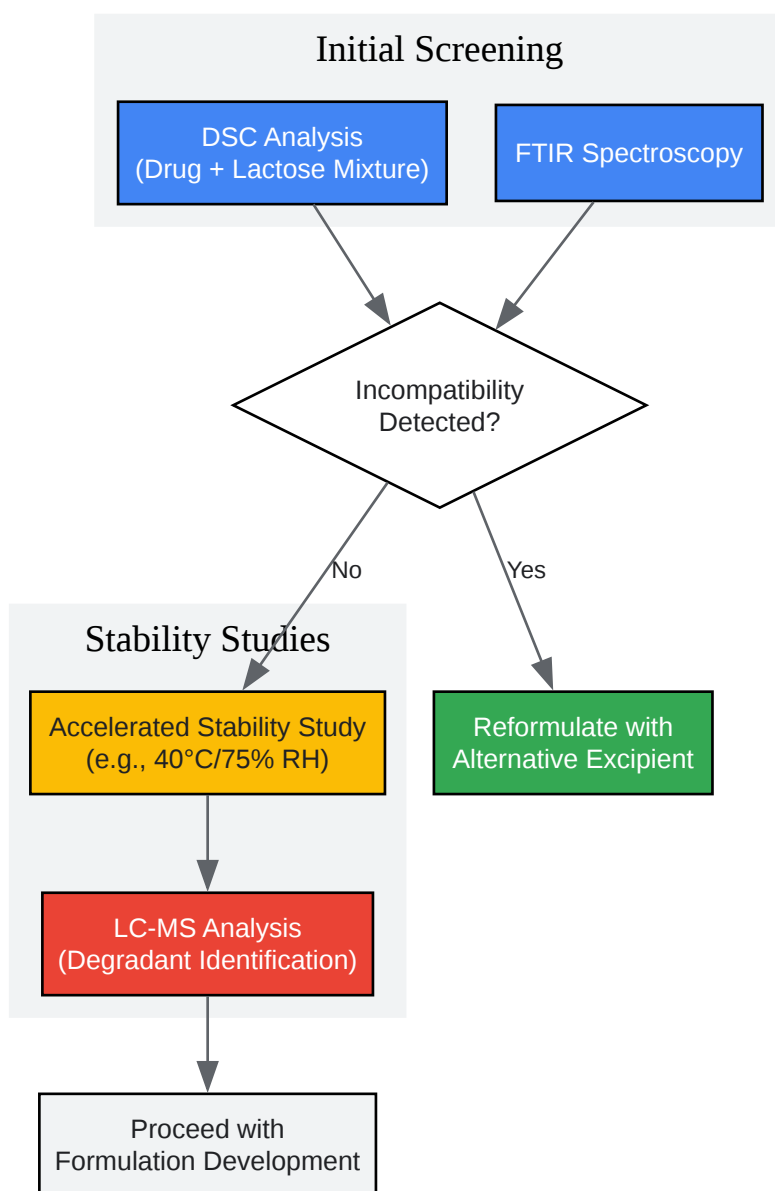 Initial Screening
DSC Analysis
(Drug + Lactose Mixture)
FTIR Spectroscopy
Incompatibility
Detected?
No
Yes
Stability Studies
Accelerated Stability Study
(e.g., 40°C/75% RH)
Reformulate with
Alternative Excipient
LC-MS Analysis
(Degradant Identification)
Proceed with
Formulation Development